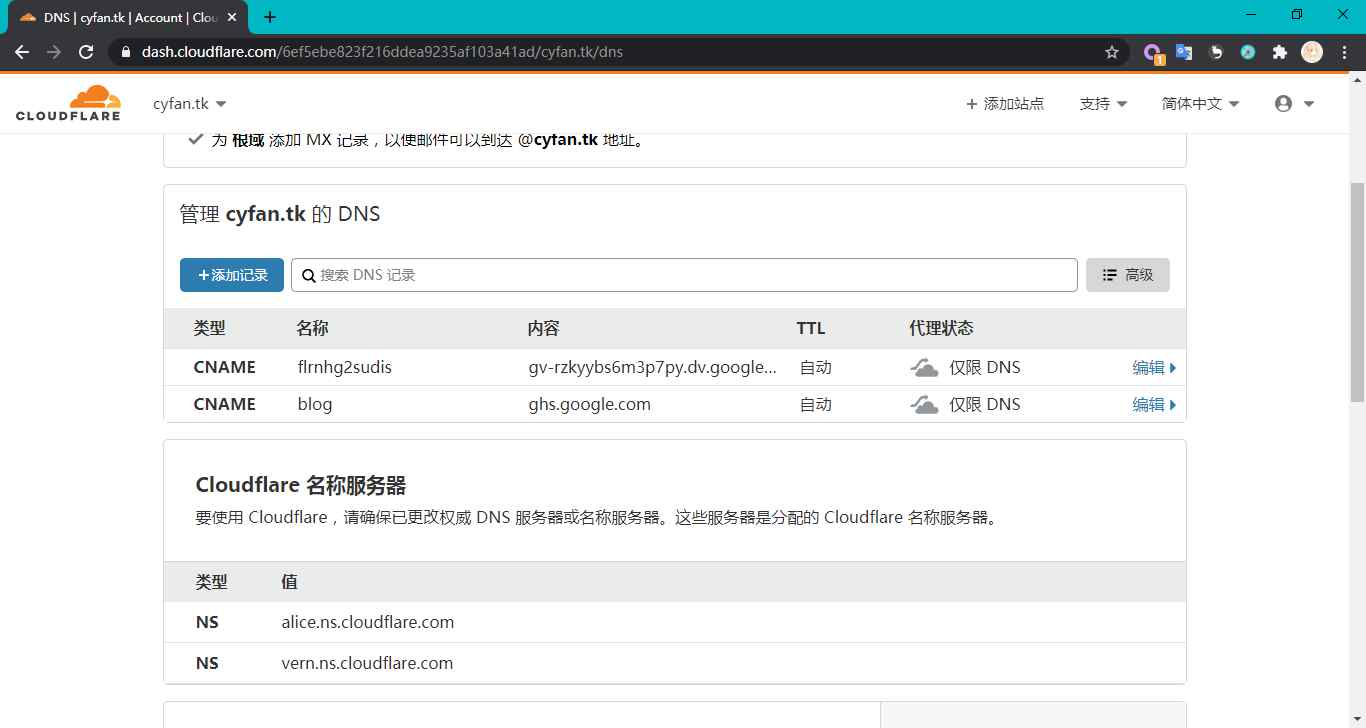 DNS | cyfan.tk | Account | Clou
dash.cloudflare.com/6ef5ebe823f216ddea9235af103a41ad/cyfan.tk/dns
1
CLOUDFLARE
cyfan.tk
添加站点
支持
简体中文
为 根域 添加 MX 记录，以便邮件可以到达 @cyfan.tk 地址。
管理 cyfan.tk 的 DNS
+添加记录
搜索 DNS 记录
高级
类型 名称 内容 TTL 代理状态
CNAME flrnhg2sudis gv-rzkyybs6m3p7py.dv.google... 自动 仅限 DNS 编辑
CNAME blog ghs.google.com 自动 仅限 DNS 编辑
Cloudflare 名称服务器
要使用 Cloudflare，请确保已更改权威 DNS 服务器或名称服务器。这些服务器是分配的 Cloudflare 名称服务器。
类型 值
NS alice.ns.cloudflare.com
NS vern.ns.cloudflare.com